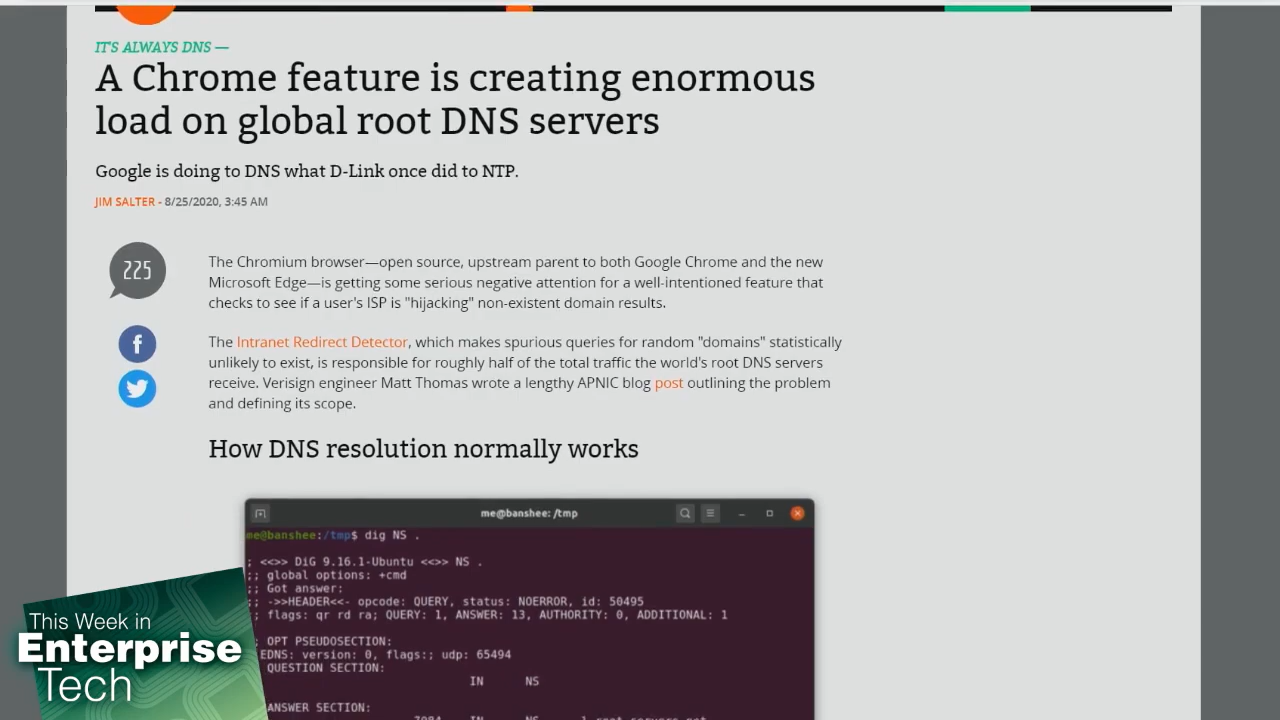 IT'S ALWAYS DNS —
A Chrome feature is creating enormous
load on global root DNS servers
Google is doing to DNS what D-Link once did to NTP.
JIM SALTER - 8/25/2020, 3:45 AM
225
The Chromium browser—open source, upstream parent to both Google Chrome and the new
Microsoft Edge—is getting some serious negative attention for a well-intentioned feature that
checks to see if a user's ISP is "hijacking" non-existent domain results.
The Intranet Redirect Detector, which makes spurious queries for random "domains" statistically
unlikely to exist, is responsible for roughly half of the total traffic the world's root DNS servers
receive. Verisign engineer Matt Thomas wrote a lengthy APNIC blog post outlining the problem
and defining its scope.
How DNS resolution normally works
me@banshee: /tmp
me@banshee:/tmp$ dig NS .
; <<>> DiG 9.16.1-Ubuntu <<>> NS .
;; global options: +cmd
;; Got answer:
;; ->>HEADER<<- opcode: QUERY, status: NOERROR, id: 50495
;; flags: qr rd ra; QUERY: 1, ANSWER: 13, AUTHORITY: 0, ADDITIONAL: 1
; OPT PSEUDOSECTION:
EDNS: version: 0, flags:; udp: 65494
QUESTION SECTION:
IN NS
ANSWER SECTION:
This Week in
Enterprise
Tech